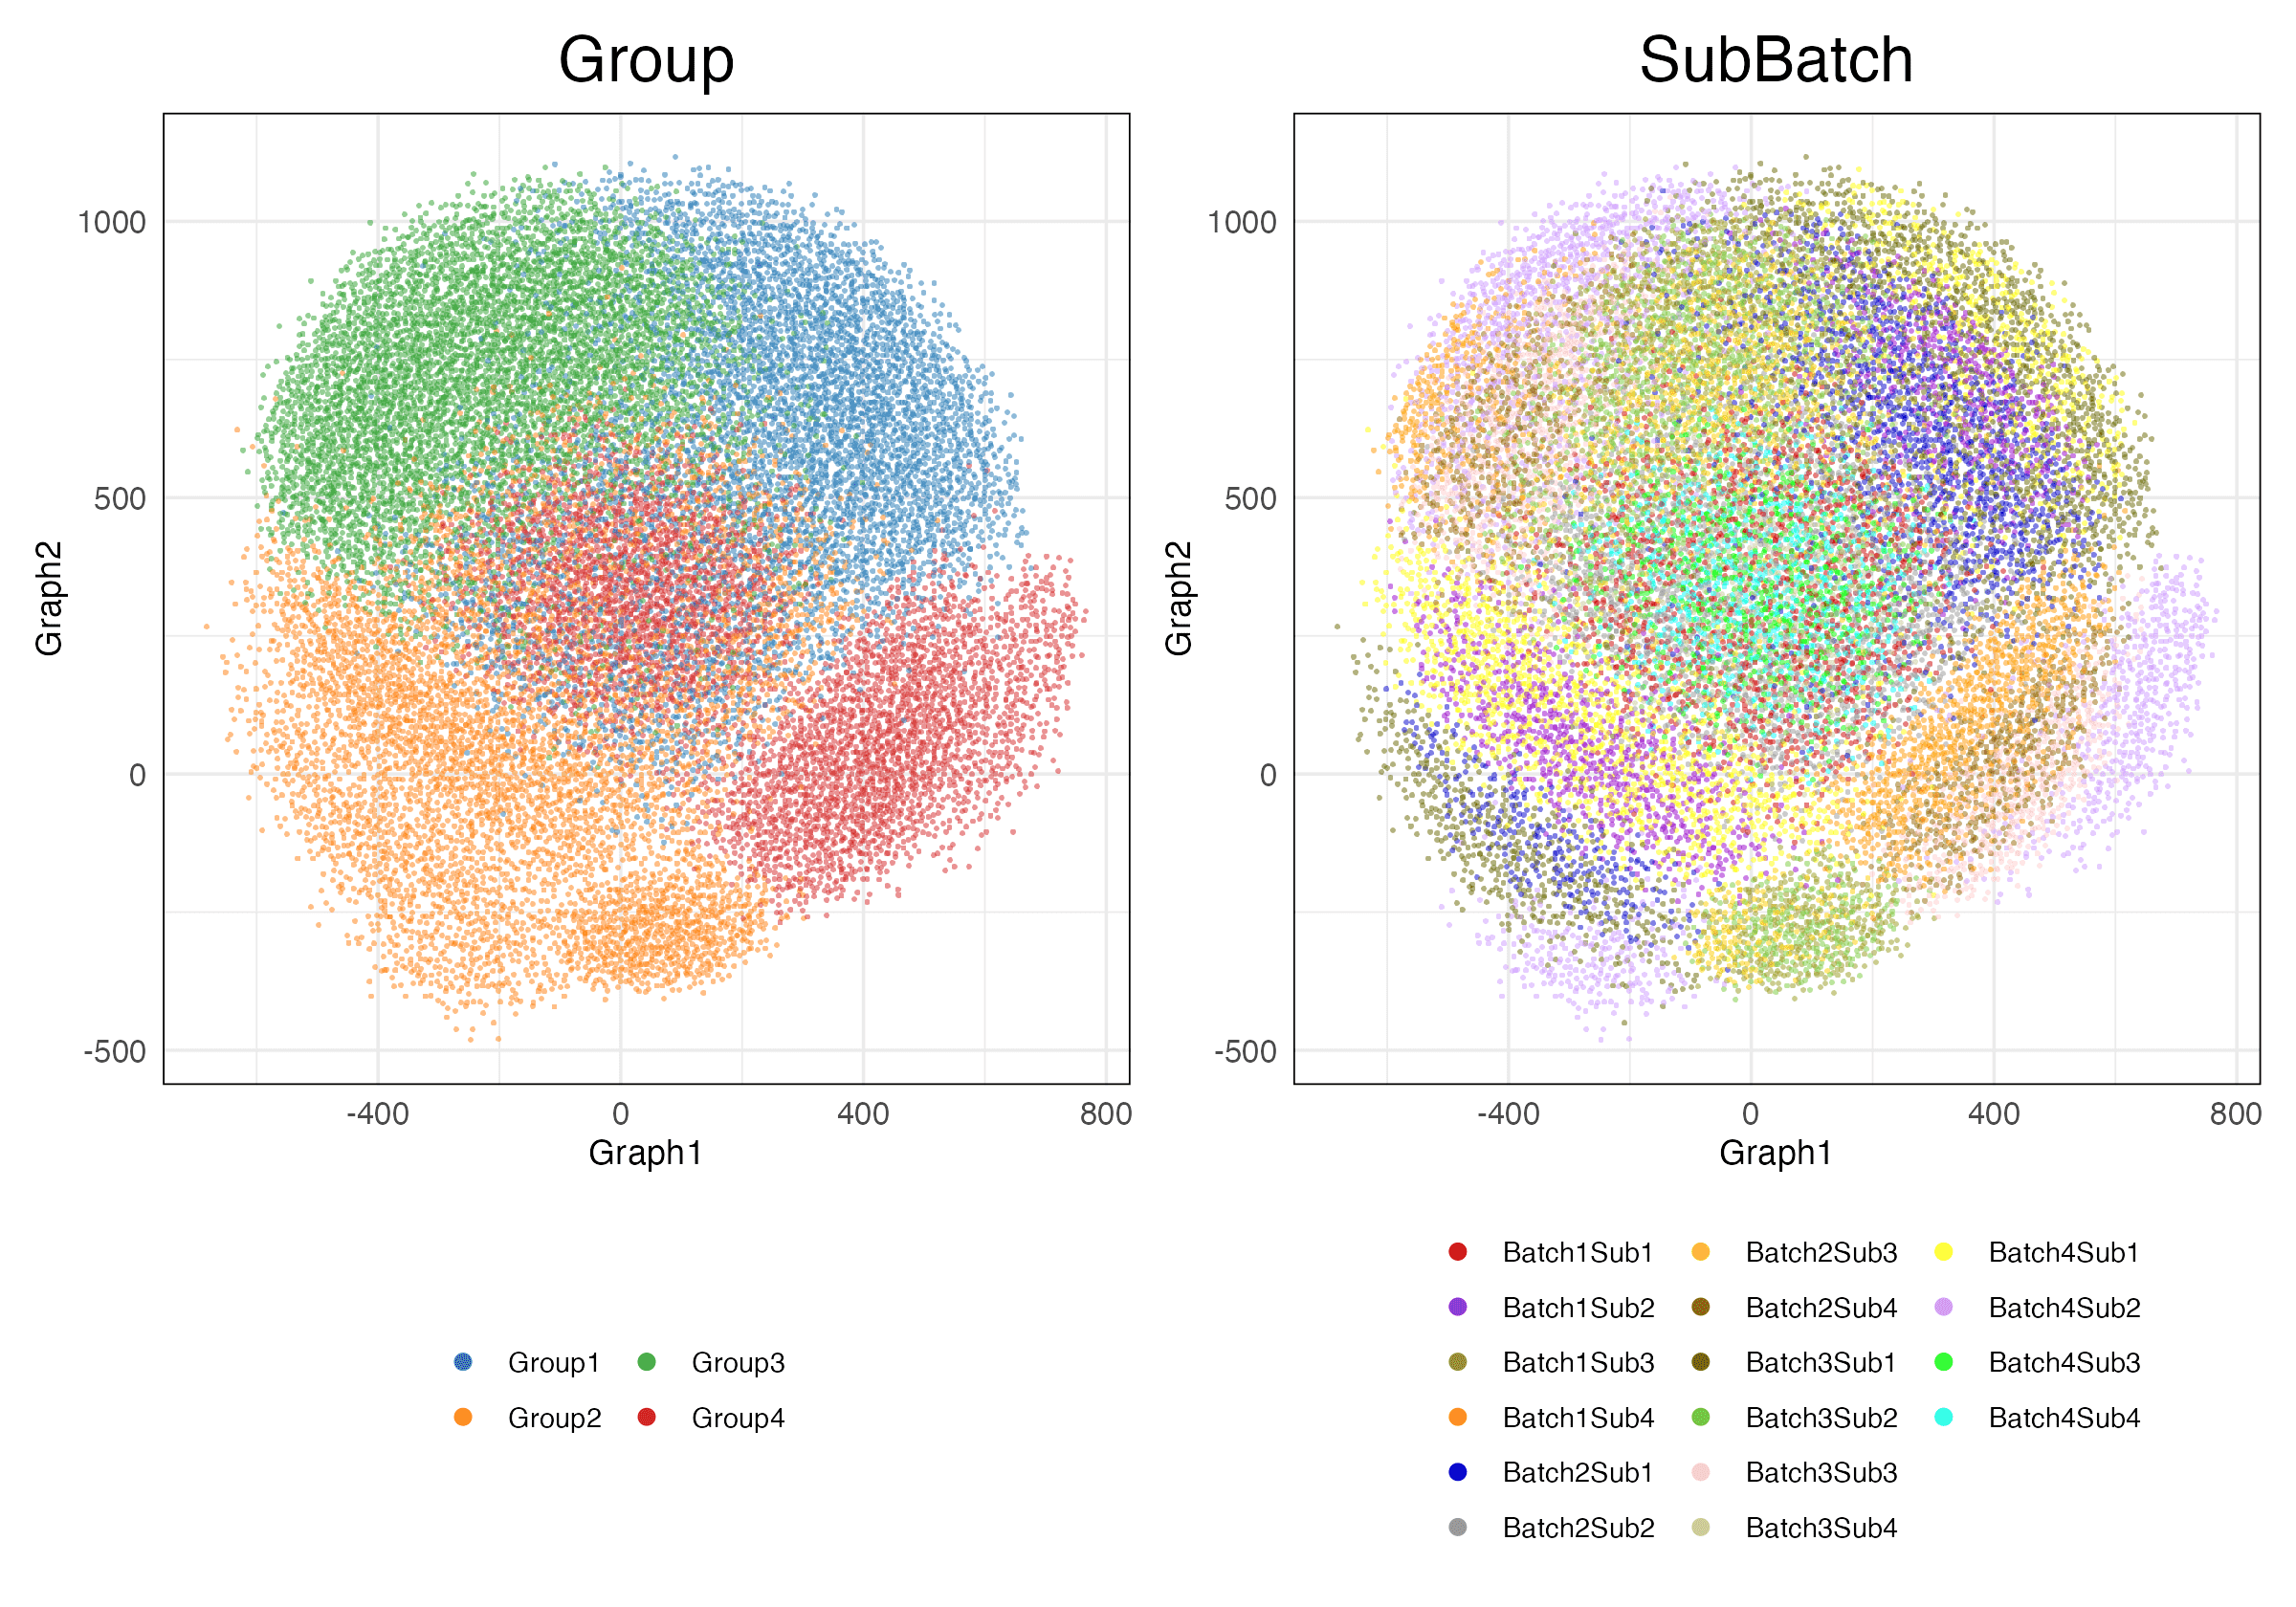 Group
SubBatch
1000
500
0
-500
Graph2
-400
0
400
800
Graph1
1000
500
0
-500
Graph2
-400
0
400
800
Graph1
Group1
Group3
Group2
Group4
Batch1Sub1
Batch2Sub3
Batch4Sub1
Batch1Sub2
Batch2Sub4
Batch4Sub2
Batch1Sub3
Batch3Sub1
Batch4Sub3
Batch1Sub4
Batch3Sub2
Batch4Sub4
Batch2Sub1
Batch3Sub3
Batch2Sub2
Batch3Sub4